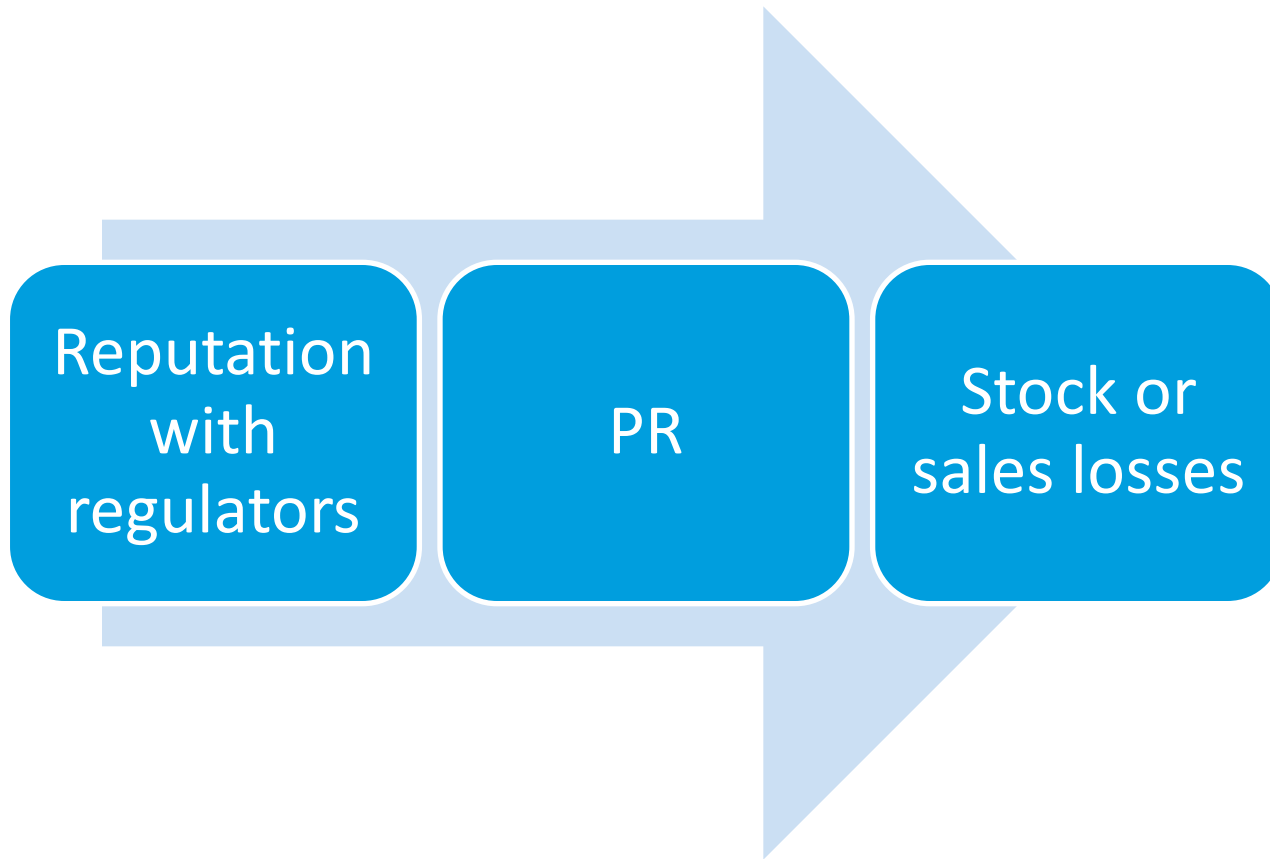 Reputation
with
regulators
PR
Stock or
sales losses